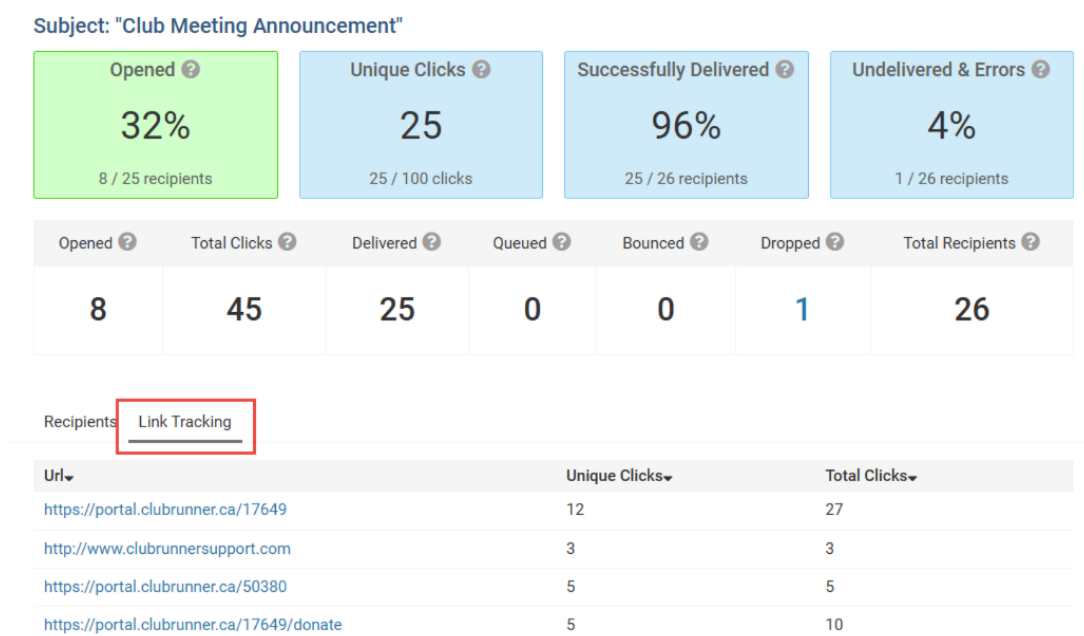 Subject: "Club Meeting Announcement"
Opened ? Unique Clicks ? Successfully Delivered ? Undelivered & Errors ?
32% 25 96% 4%
8 / 25 recipients 25 / 100 clicks 25 / 26 recipients 1 / 26 recipients
Opened ? Total Clicks ? Delivered ? Queued ? Bounced ? Dropped ? Total Recipients ?
8 45 25 0 0 1 26
Recipients Link Tracking
Url Unique Clicks Total Clicks
https://portal.clubrunner.ca/17649 12 27
http://www.clubrunnersupport.com 3 3
https://portal.clubrunner.ca/50380 5 5
https://portal.clubrunner.ca/17649/donate 5 10